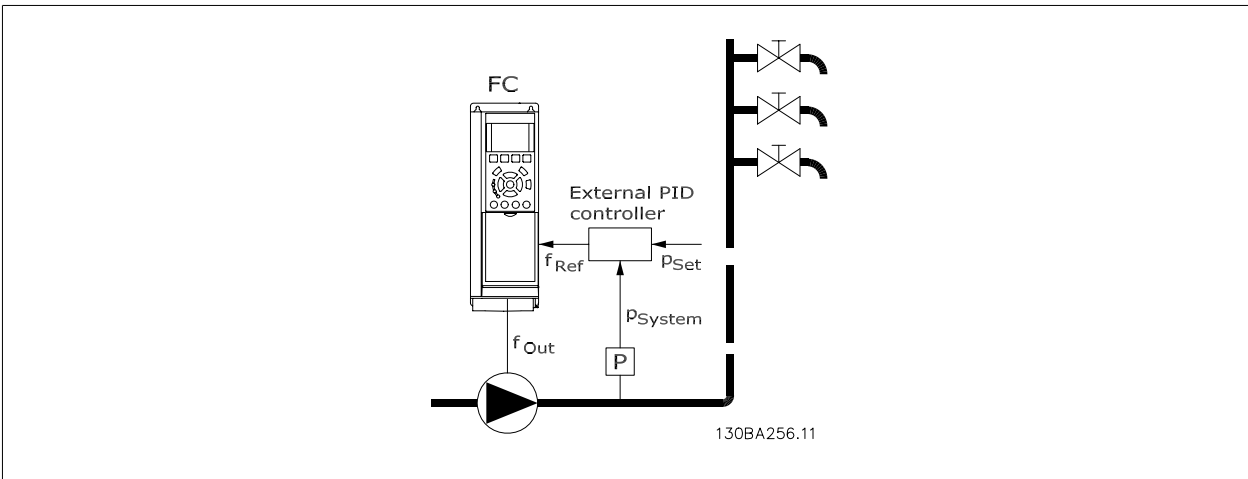 FC
External PID
controller
fRef
pSet
pSystem
fOut
P
130BA256.11